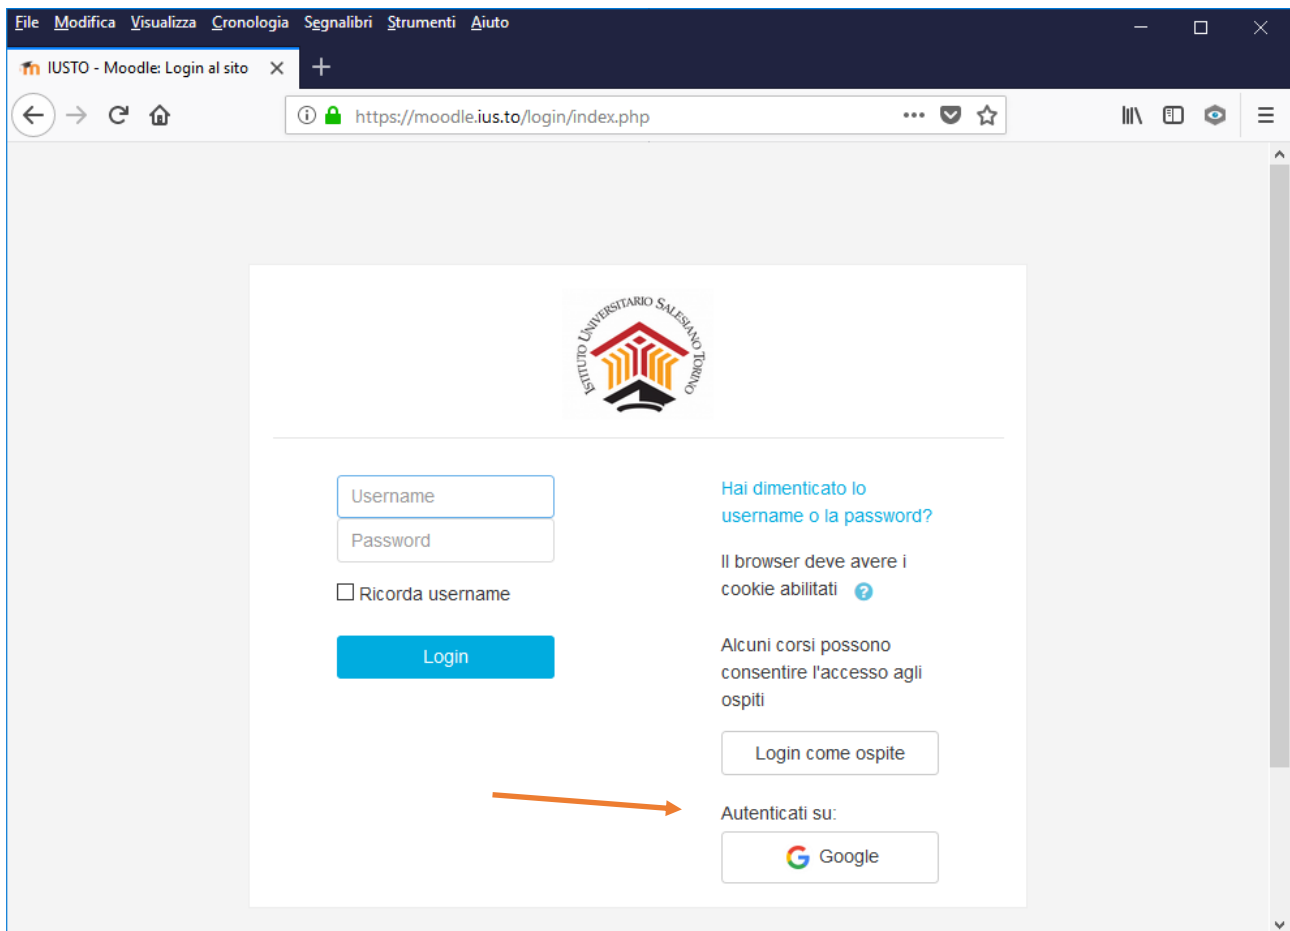 File Modifica Visualizza Cronologia Segnalibri Strumenti Aiuto
IUSTO - Moodle: Login al sito
https://moodle.ius.to/login/index.php
ISTITUTO UNIVERSITARIO SALESIANO TORINO
Username
Password
Ricorda username
Login
Hai dimenticato lo
username o la password?
Il browser deve avere i
cookie abilitati
Alcuni corsi possono
consentire l'accesso agli
ospiti
Login come ospite
Autenticati su:
Google